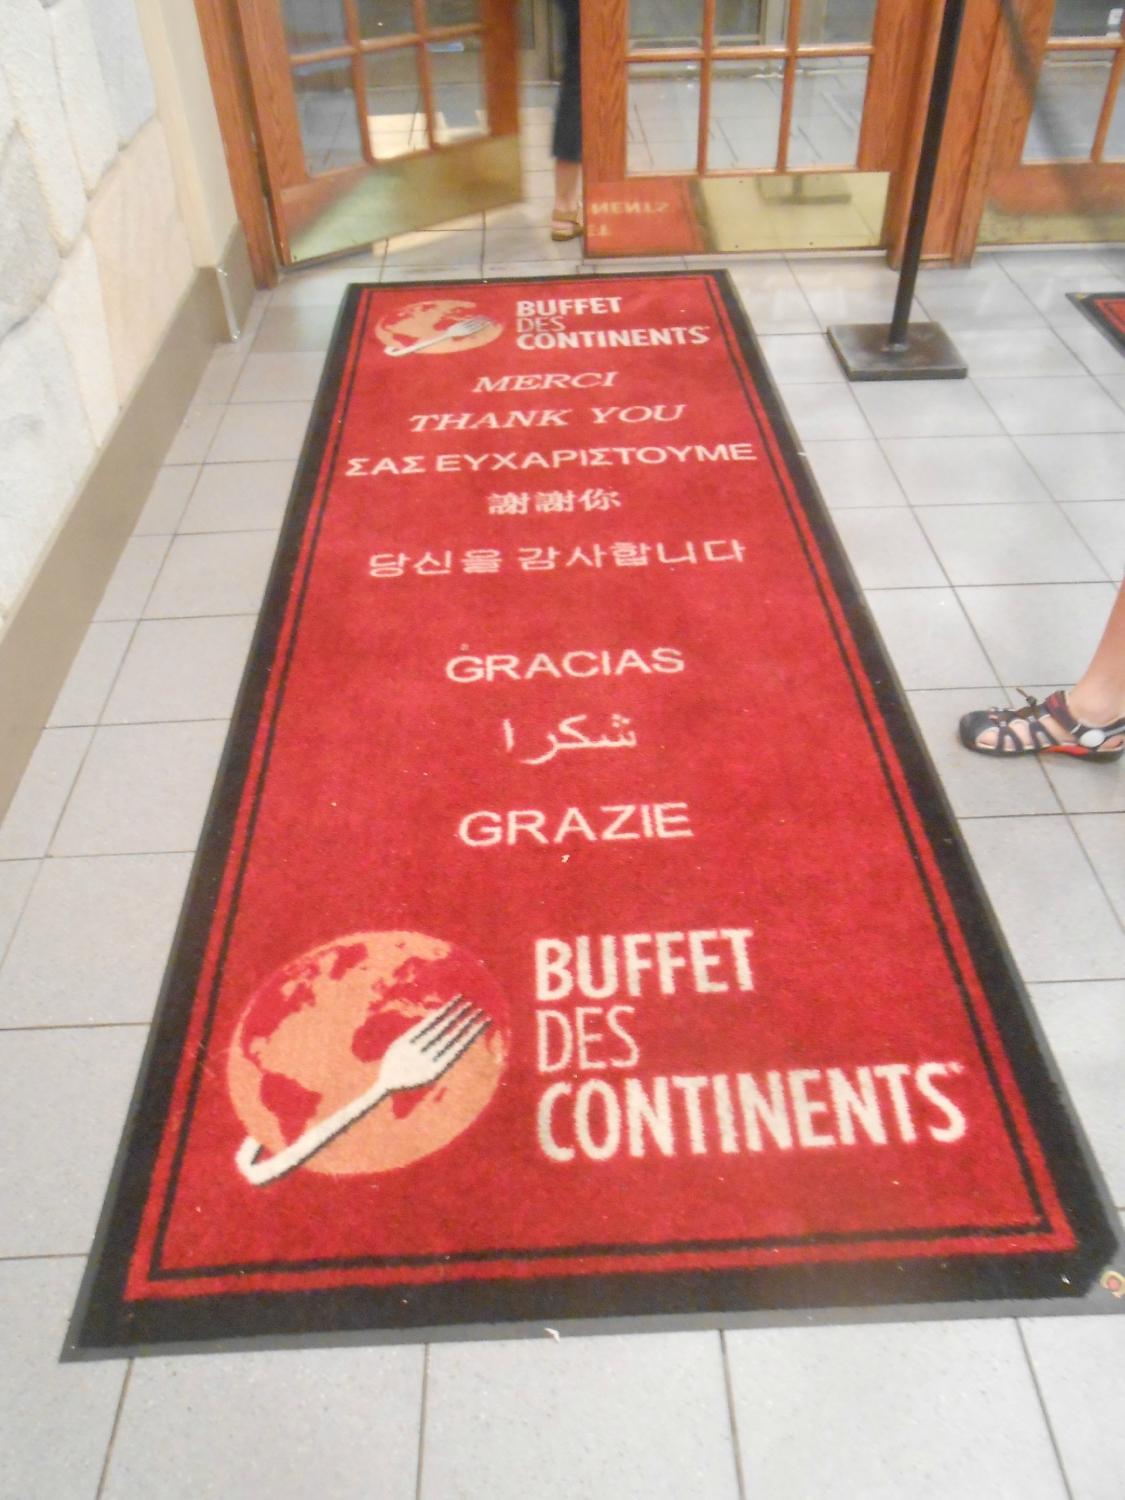 BUFFET
DES
CONTINENTS
MERCI
THANK YOU
ΣΑΣ ΕΥΧΑΡΙΣΤΟΥΜΕ
謝謝你
당신을 감사합니다
GRACIAS
شكرا
GRAZIE
BUFFET
DES
CONTINENTS